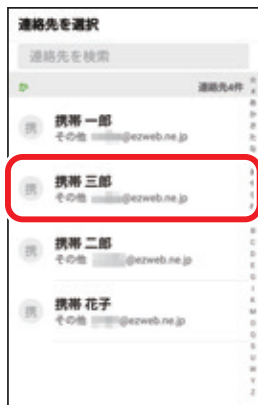 連絡先を選択
連絡先を検索
か 連絡先4件
携 携帯 一郎
その他 @ezweb.ne.jp
携 携帯 三郎
その他 @ezweb.ne.jp
携 携帯 二郎
その他 @ezweb.ne.jp
携 携帯 花子
その他 @ezweb.ne.jp